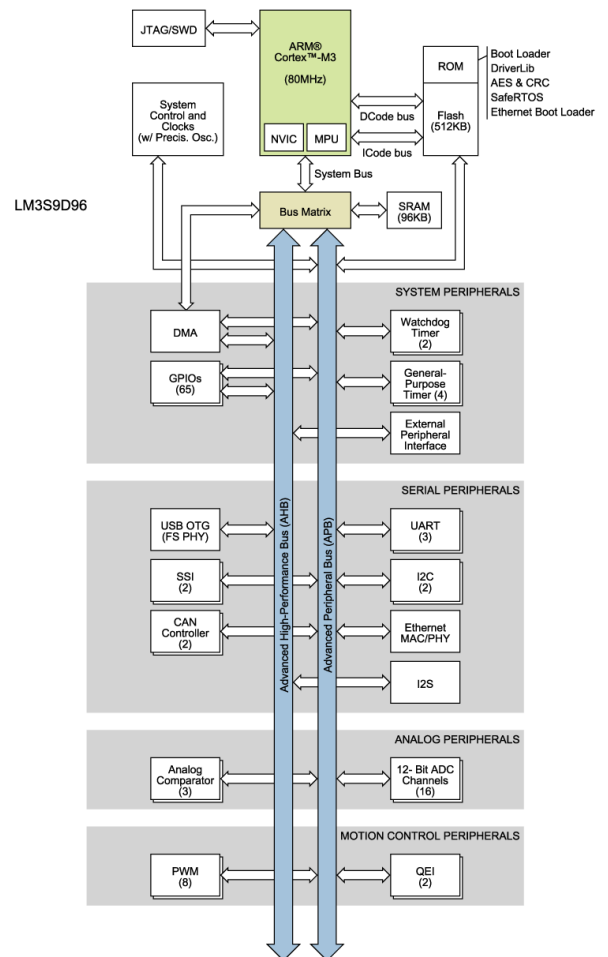 JTAG/SWD
ARM®
Cortex™-M3
(80MHz)
NVIC
MPU
DCode bus
ICode bus
ROM
Flash
(512KB)
Boot Loader
DriverLib
AES & CRC
SafeRTOS
Ethernet Boot Loader
System
Control and
Clocks
(w/ Precis. Osc.)
System Bus
LM3S9D96
Bus Matrix
SRAM
(96KB)
SYSTEM PERIPHERALS
DMA
Watchdog
Timer
(2)
GPIOs
(65)
General-
Purpose
Timer (4)
External
Peripheral
Interface
Advanced High-Performance Bus (AHB)
Advanced Peripheral Bus (APB)
SERIAL PERIPHERALS
USB OTG
(FS PHY)
UART
(3)
SSI
(2)
I2C
(2)
CAN
Controller
(2)
Ethernet
MAC/PHY
I2S
ANALOG PERIPHERALS
Analog
Comparator
(3)
12- Bit ADC
Channels
(16)
MOTION CONTROL PERIPHERALS
PWM
(8)
QEI
(2)